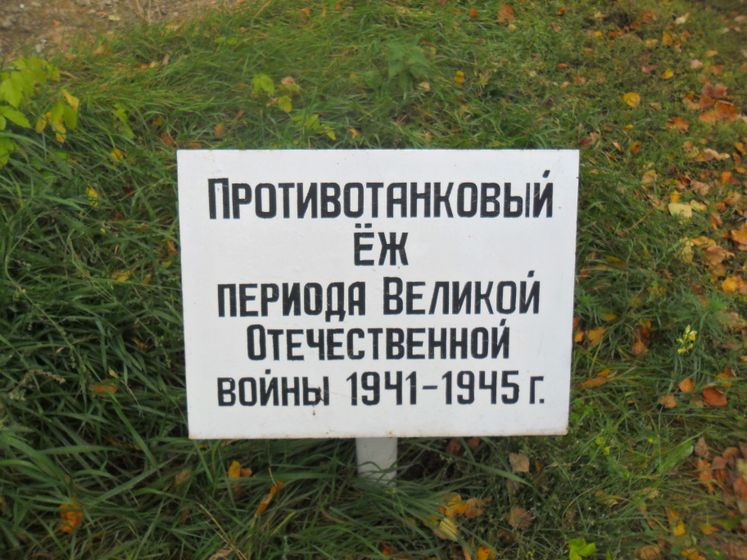 Противотанковый
ёж
периода Великой
Отечественной
войны 1941-1945 г.